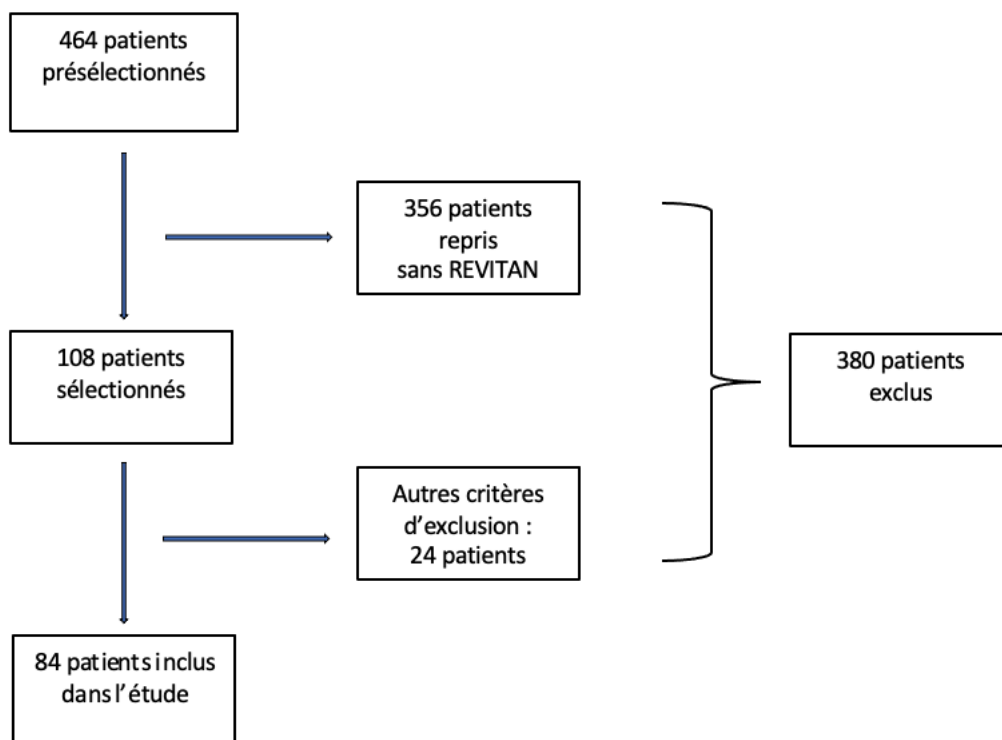 464 patients
présélectionnés
356 patients
repris
sans REVITAN
108 patients
sélectionnés
380 patients
exclus
Autres critères
d'exclusion :
24 patients
84 patients inclus
dans l'étude